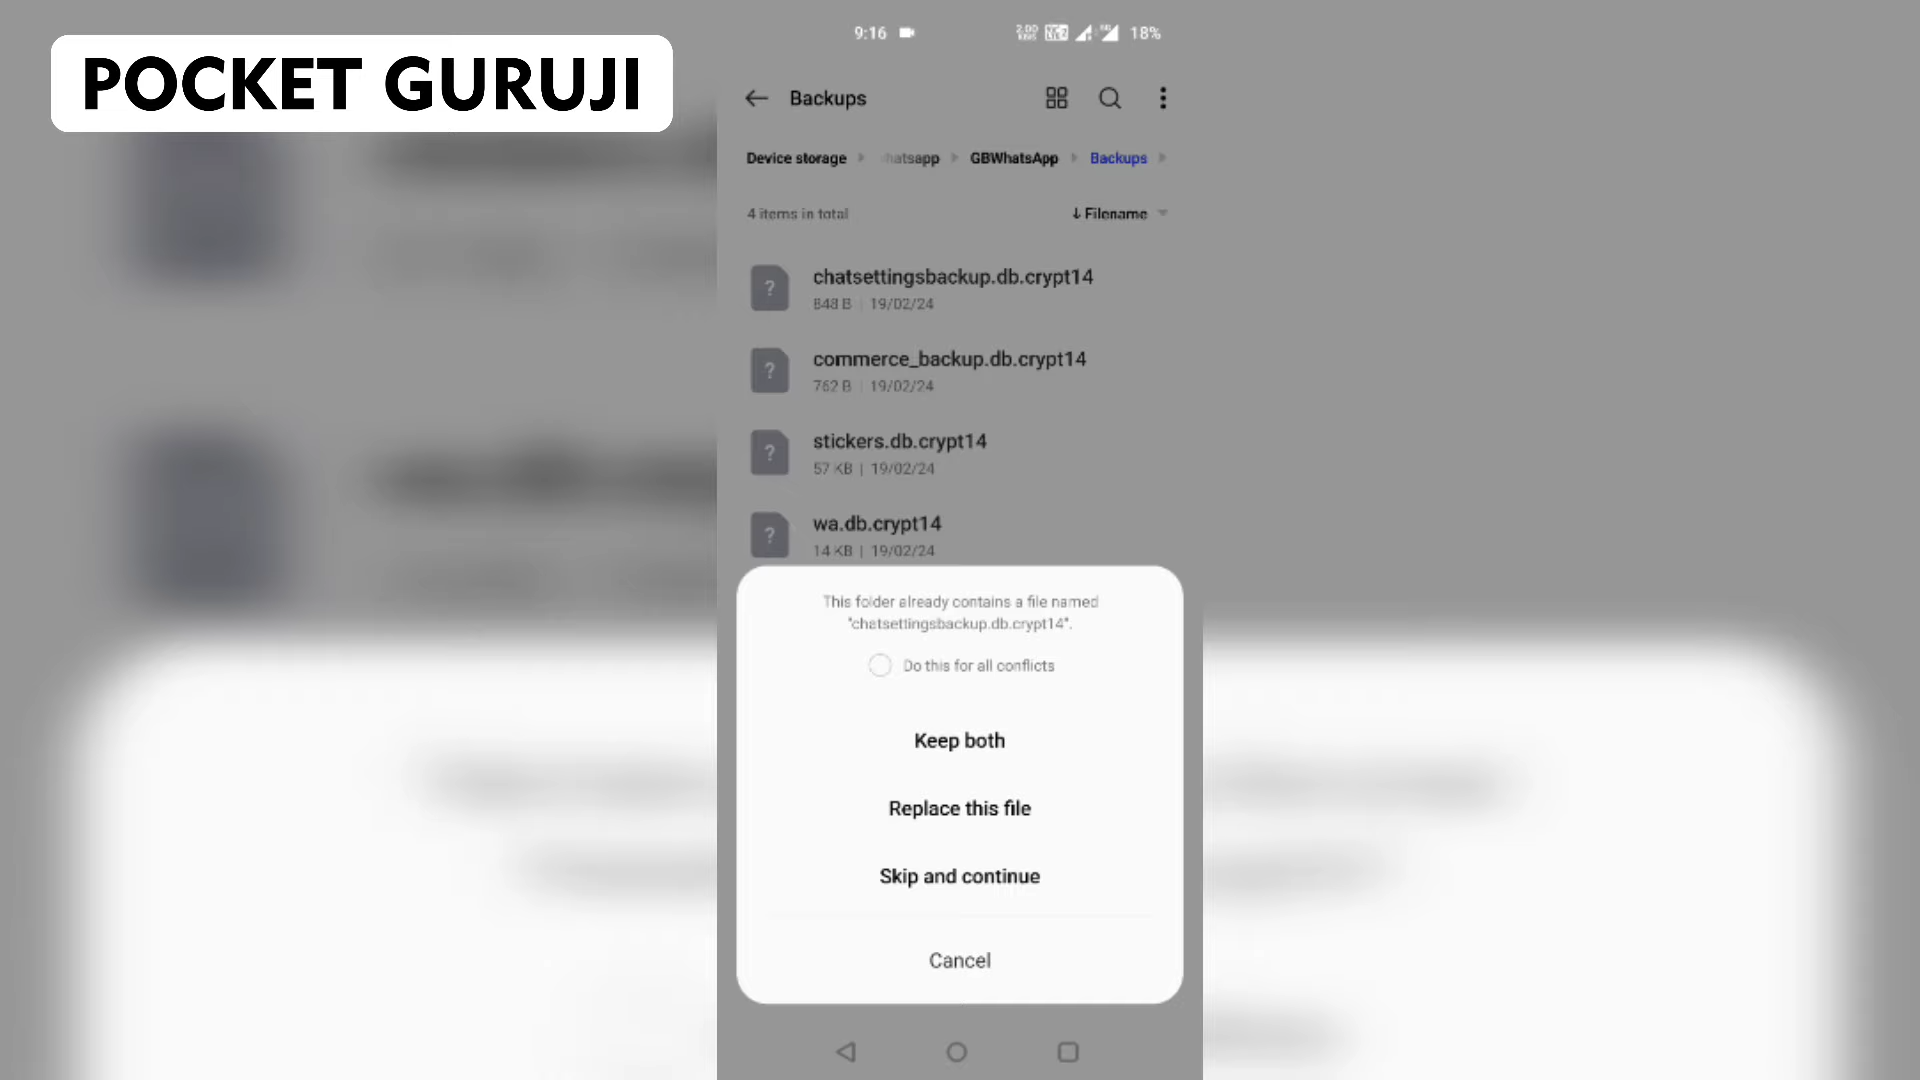 POCKET GURUJI
9:16
18%
Backups
Device storage
hatsapp
GBWhatsApp
Backups
4 items in total
↓ Filename
chatsettingsbackup.db.crypt14
848 B | 19/02/24
commerce_backup.db.crypt14
762 B | 19/02/24
stickers.db.crypt14
57 KB | 19/02/24
wa.db.crypt14
14 KB | 19/02/24
This folder already contains a file named
"chatsettingsbackup.db.crypt14".
Do this for all conflicts
Keep both
Replace this file
Skip and continue
Cancel